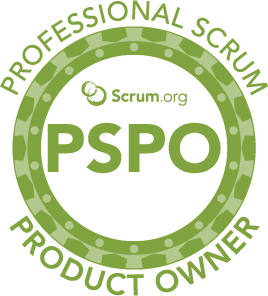 PROFESSIONAL SCRUM
Scrum.org
PSPO
PRODUCT OWNER